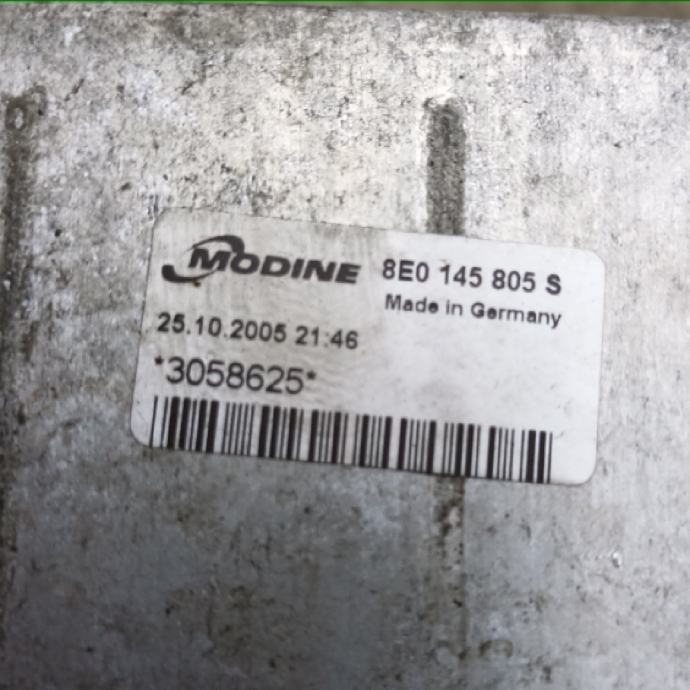 MODINE 8E0 145 805 S
Made in Germany
25.10.2005 21:46
*3058625*